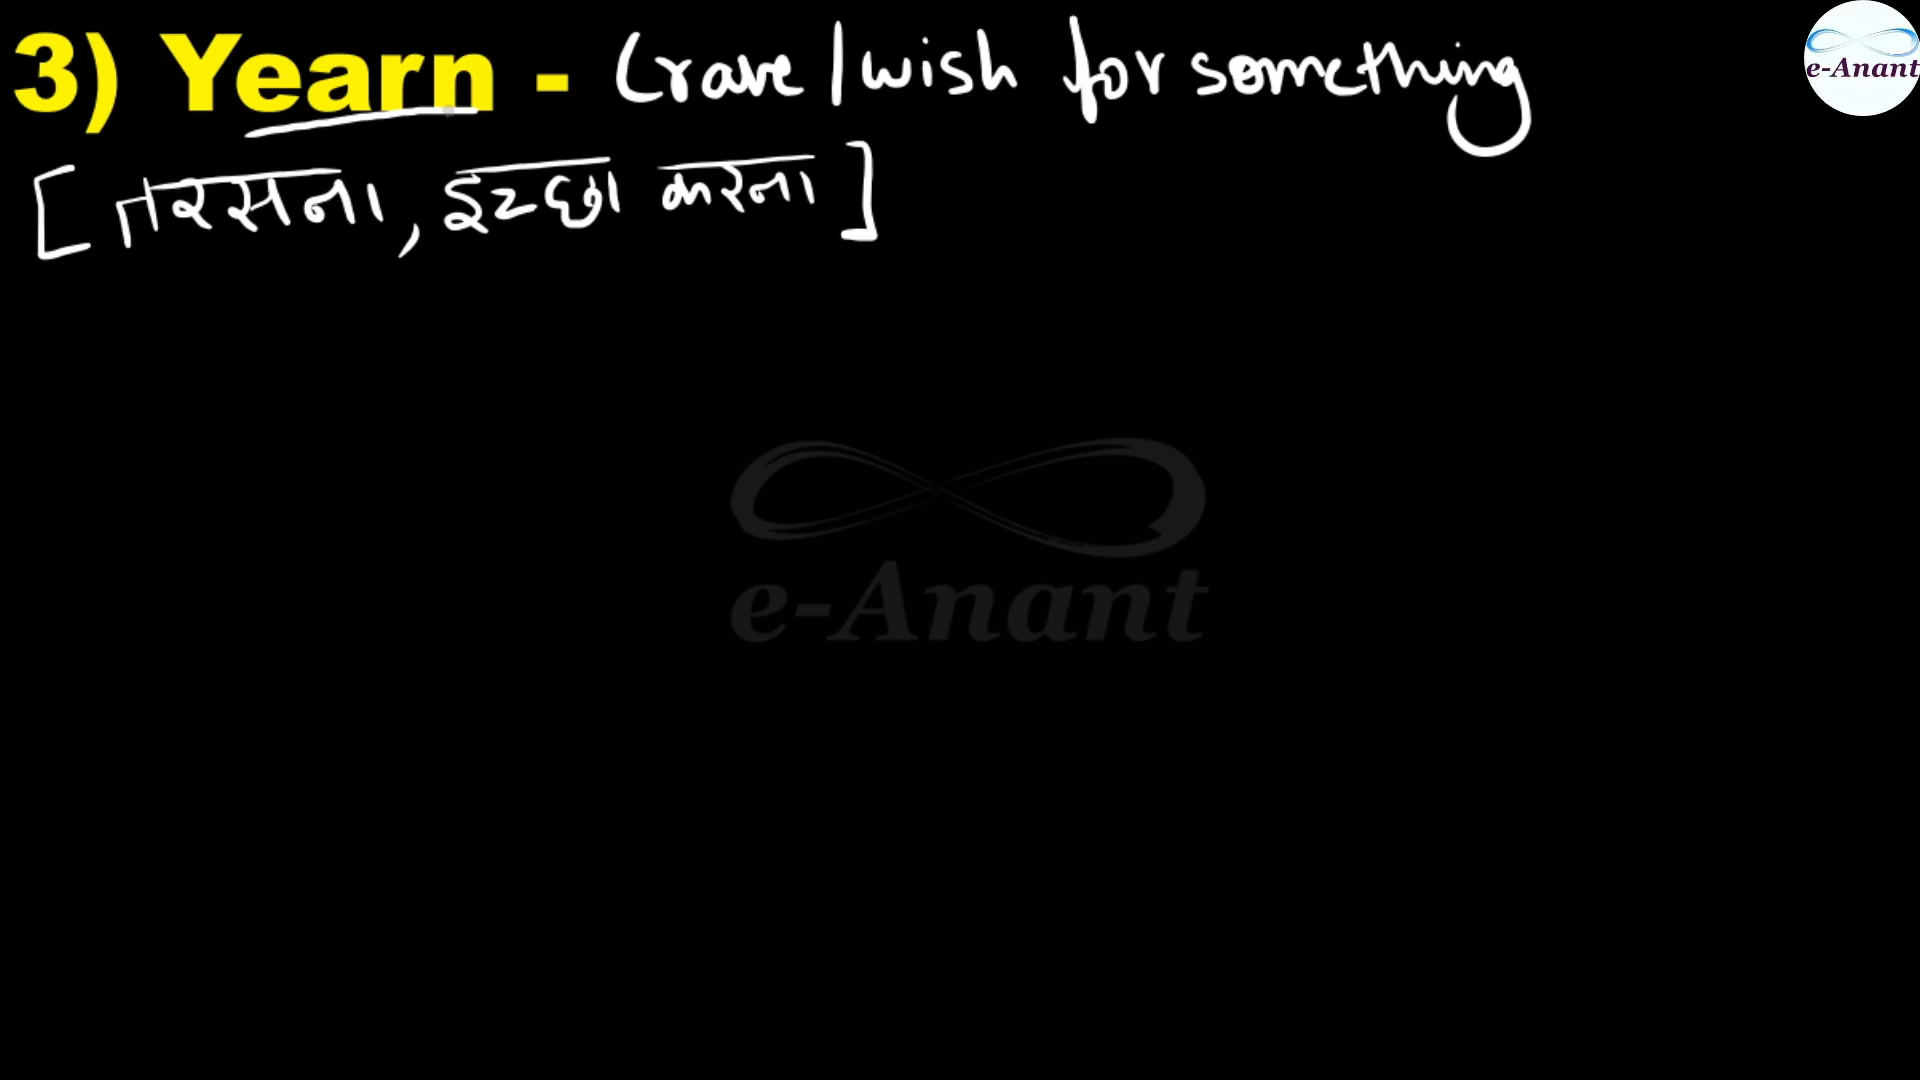 3) Yearn - Crave/wish for something
[तरसना, इच्छा करना]
e-Anant
e-Anant